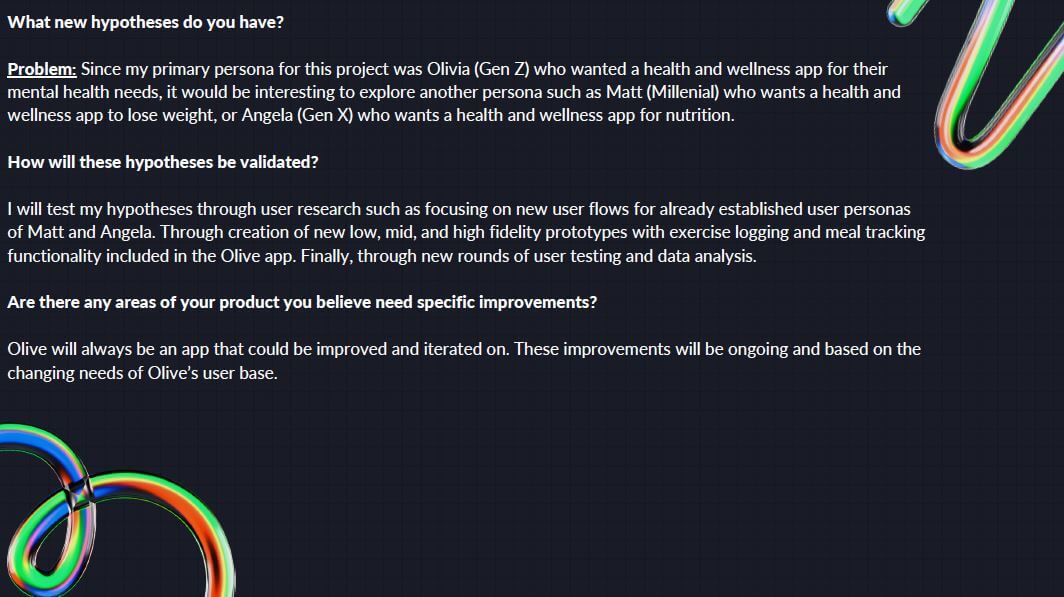 What new hypotheses do you have?
Problem: Since my primary persona for this project was Olivia (Gen Z) who wanted a health and wellness app for their
mental health needs, it would be interesting to explore another persona such as Matt (Millenial) who wants a health and
wellness app to lose weight, or Angela (Gen X) who wants a health and wellness app for nutrition.
How will these hypotheses be validated?
I will test my hypotheses through user research such as focusing on new user flows for already established user personas
of Matt and Angela. Through creation of new low, mid, and high fidelity prototypes with exercise logging and meal tracking
functionality included in the Olive app. Finally, through new rounds of user testing and data analysis.
Are there any areas of your product you believe need specific improvements?
Olive will always be an app that could be improved and iterated on. These improvements will be ongoing and based on the
changing needs of Olive’s user base.